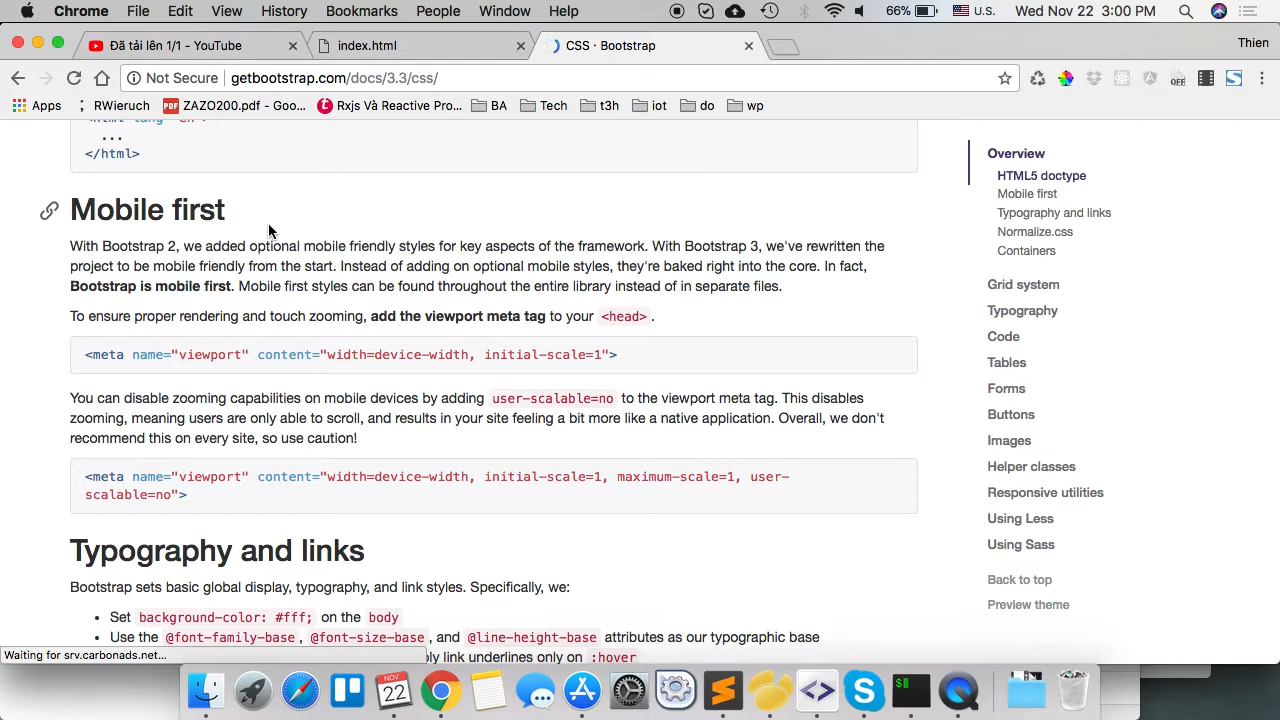 Chrome File Edit View History Bookmarks People Window Help 66% U.S. Wed Nov 22 3:00 PM
Đã tải lên 1/1 - YouTube index.html CSS · Bootstrap Thien
Not Secure getbootstrap.com/docs/3.3/css/ OFF
Apps RWieruch PDF ZAZO200.pdf - Goo... Rxjs Và Reactive Pro... BA Tech t3h iot do wp
...
</html>
Mobile first
With Bootstrap 2, we added optional mobile friendly styles for key aspects of the framework. With Bootstrap 3, we've rewritten the
project to be mobile friendly from the start. Instead of adding on optional mobile styles, they're baked right into the core. In fact,
Bootstrap is mobile first. Mobile first styles can be found throughout the entire library instead of in separate files.
To ensure proper rendering and touch zooming, add the viewport meta tag to your <head>.
<meta name="viewport" content="width=device-width, initial-scale=1">
You can disable zooming capabilities on mobile devices by adding user-scalable=no to the viewport meta tag. This disables
zooming, meaning users are only able to scroll, and results in your site feeling a bit more like a native application. Overall, we don't
recommend this on every site, so use caution!
<meta name="viewport" content="width=device-width, initial-scale=1, maximum-scale=1, user-
scalable=no">
Typography and links
Bootstrap sets basic global display, typography, and link styles. Specifically, we:
• Set background-color: #fff; on the body
• Use the @font-family-base, @font-size-base, and @line-height-base attributes as our typographic base
ly link underlines only on :hover
Waiting for srv.carbonads.net...
Overview
HTML5 doctype
Mobile first
Typography and links
Normalize.css
Containers
Grid system
Typography
Code
Tables
Forms
Buttons
Images
Helper classes
Responsive utilities
Using Less
Using Sass
Back to top
Preview theme
NOV
22